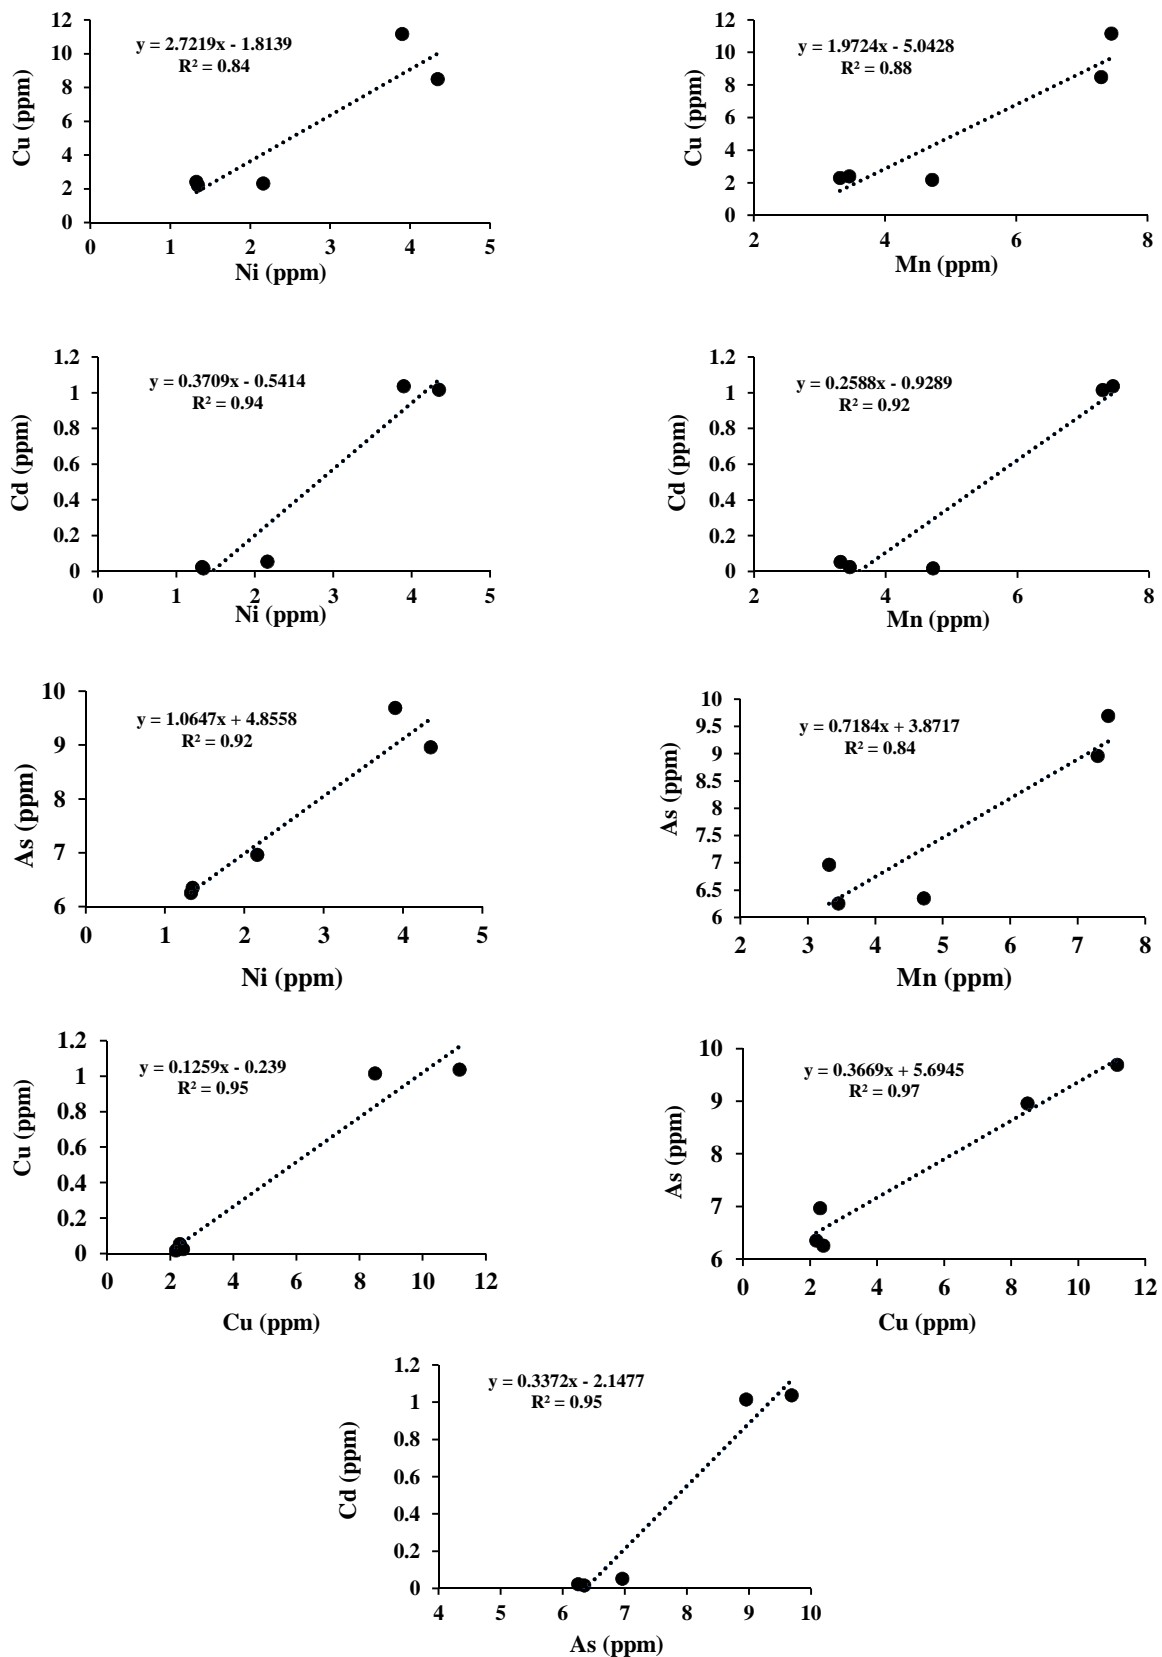 12
10
8
6
4
2
0
Cu (ppm)
y = 2.7219x - 1.8139
R² = 0.84
0 1 2 3 4 5
Ni (ppm)
12
10
8
6
4
2
0
Cu (ppm)
y = 1.9724x - 5.0428
R² = 0.88
2 4 6 8
Mn (ppm)
1.2
1
0.8
0.6
0.4
0.2
0
Cd (ppm)
y = 0.3709x - 0.5414
R² = 0.94
0 1 2 3 4 5
Ni (ppm)
1.2
1
0.8
0.6
0.4
0.2
0
Cd (ppm)
y = 0.2588x - 0.9289
R² = 0.92
2 4 6 8
Mn (ppm)
10
9
8
7
6
As (ppm)
y = 1.0647x + 4.8558
R² = 0.92
0 1 2 3 4 5
Ni (ppm)
10
9.5
9
8.5
8
7.5
7
6.5
6
As (ppm)
y = 0.7184x + 3.8717
R² = 0.84
2 3 4 5 6 7 8
Mn (ppm)
1.2
1
0.8
0.6
0.4
0.2
0
Cu (ppm)
y = 0.1259x - 0.239
R² = 0.95
0 2 4 6 8 10 12
Cu (ppm)
10
9
8
7
6
As (ppm)
y = 0.3669x + 5.6945
R² = 0.97
0 2 4 6 8 10 12
Cu (ppm)
1.2
1
0.8
0.6
0.4
0.2
0
Cd (ppm)
y = 0.3372x - 2.1477
R² = 0.95
4 5 6 7 8 9 10
As (ppm)